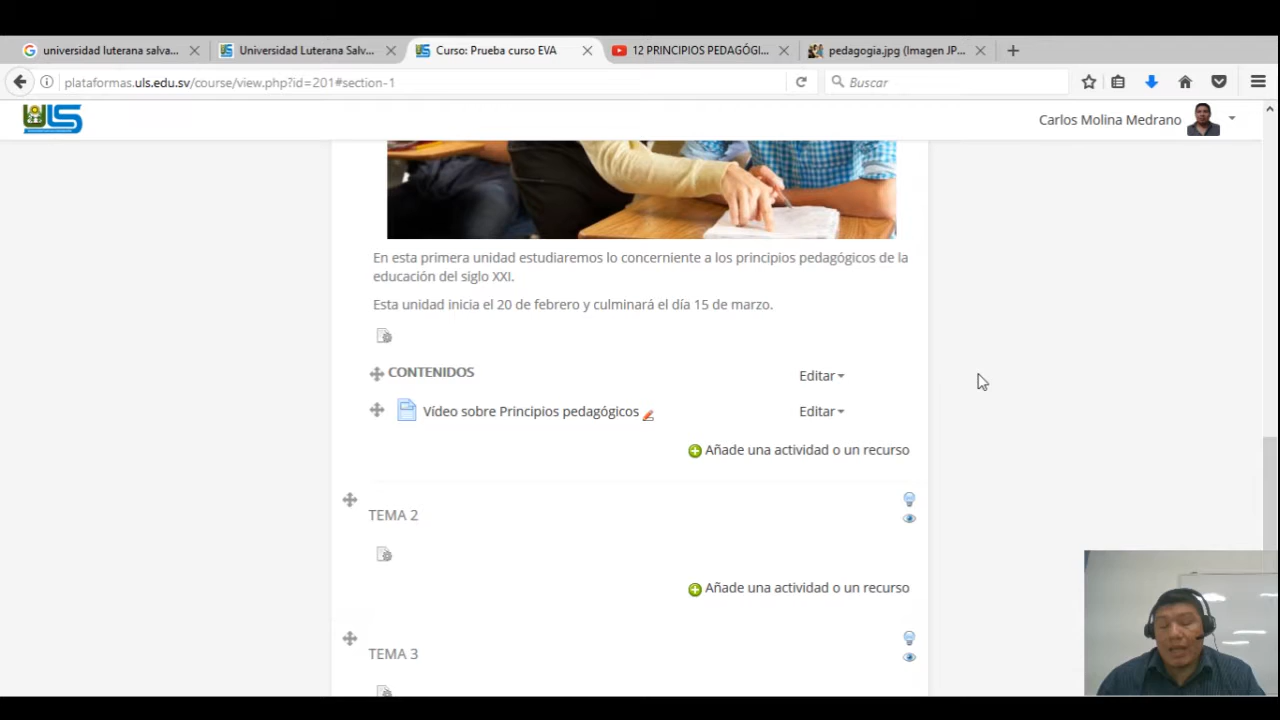 universidad luterana salva...
Universidad Luterana Salv...
Curso: Prueba curso EVA
12 PRINCIPIOS PEDAGÓGI...
pedagogia.jpg (Imagen JP...
plataformas.uls.edu.sv/course/view.php?id=201#section-1
Buscar
ULS
Carlos Molina Medrano
En esta primera unidad estudiaremos lo concerniente a los principios pedagógicos de la
educación del siglo XXI.
Esta unidad inicia el 20 de febrero y culminará el día 15 de marzo.
CONTENIDOS
Editar
Vídeo sobre Principios pedagógicos
Editar
Añade una actividad o un recurso
TEMA 2
Añade una actividad o un recurso
TEMA 3